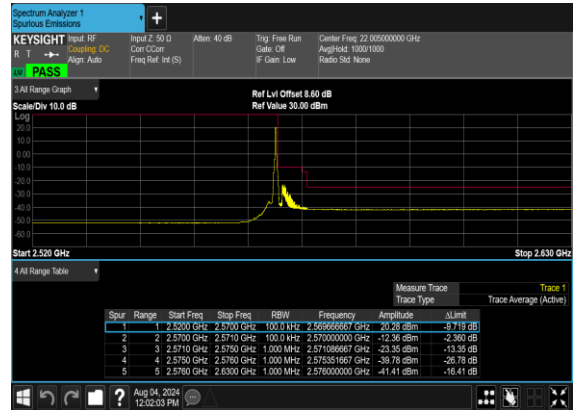 Spectrum Analyzer 1
Spurious Emissions
KEYSIGHT
R T
Input: RF
Coupling: DC
Align: Auto
Input Z: 50 Ω
Corr CCorr
Freq Ref: Int (S)
Atten: 40 dB
Trig: Free Run
Gate: Off
IF Gain: Low
Center Freq: 22.005000000 GHz
Avg|Hold: 1000/1000
Radio Std: None
PASS
3 All Range Graph
Ref Lvl Offset 8.60 dB
Scale/Div 10.0 dB
Ref Value 30.00 dBm
Log
20.0
10.0
0.00
-10.0
-20.0
-30.0
-40.0
-50.0
-60.0
Start 2.520 GHz
Stop 2.630 GHz
4 All Range Table
Measure Trace Trace 1
Trace Type Trace Average (Active)
Spur Range Start Freq Stop Freq RBW Frequency Amplitude ΔLimit
1 1 2.5200 GHz 2.5700 GHz 100.0 kHz 2.569666667 GHz 20.28 dBm -9.719 dB
2 2 2.5700 GHz 2.5710 GHz 100.0 kHz 2.570000000 GHz -12.36 dBm -2.360 dB
3 3 2.5710 GHz 2.5750 GHz 1.000 MHz 2.571086667 GHz -23.35 dBm -13.35 dB
4 4 2.5750 GHz 2.5760 GHz 1.000 MHz 2.575351667 GHz -39.78 dBm -26.78 dB
5 5 2.5760 GHz 2.6300 GHz 1.000 MHz 2.576000000 GHz -41.41 dBm -16.41 dB
Aug 04, 2024
12:02:03 PM